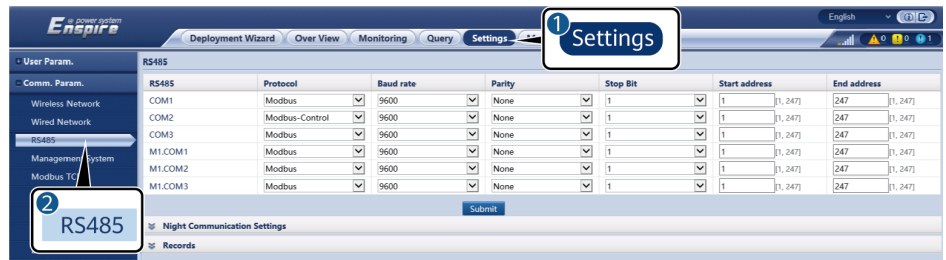 Enspire power system
English
Deployment Wizard Over View Monitoring Query Settings
1 Settings
0 0 1
User Param.
RS485
Comm. Param.
Wireless Network
Wired Network
RS485
Management System
2 RS485
RS485 Protocol Baud rate Parity Stop Bit Start address End address
COM1 Modbus 9600 None 1 1 [1, 247] 247 [1, 247]
COM2 Modbus-Control 9600 None 1 1 [1, 247] 247 [1, 247]
COM3 Modbus 9600 None 1 1 [1, 247] 247 [1, 247]
M1.COM1 Modbus 9600 None 1 1 [1, 247] 247 [1, 247]
M1.COM2 Modbus 9600 None 1 1 [1, 247] 247 [1, 247]
M1.COM3 Modbus 9600 None 1 1 [1, 247] 247 [1, 247]
Submit
Night Communication Settings
Records